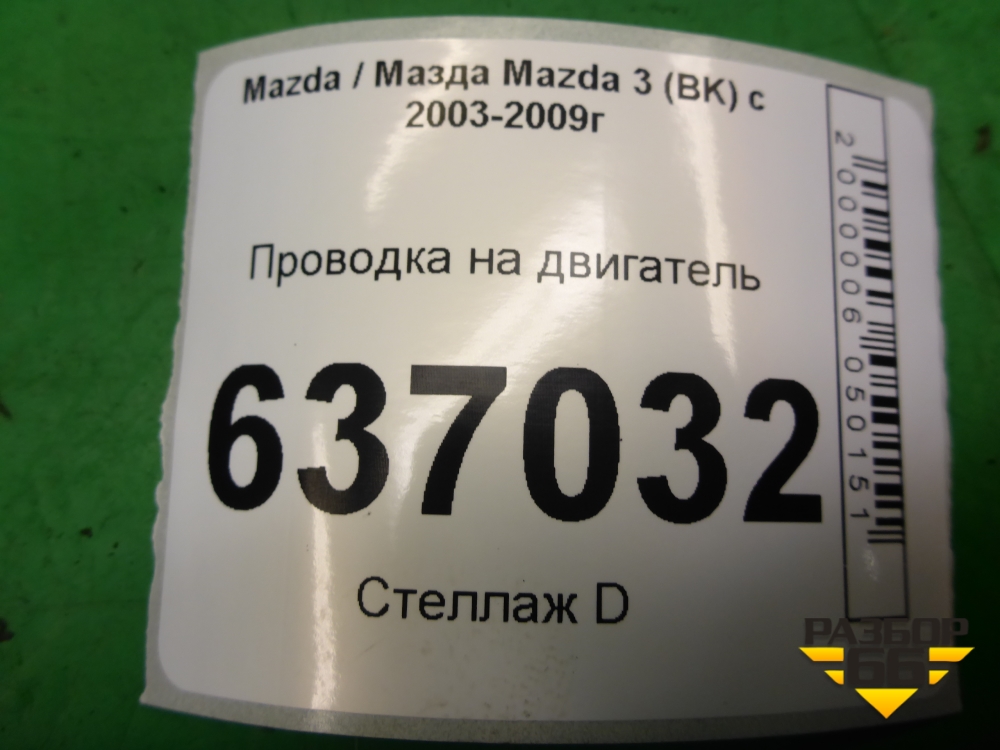 Mazda / Мазда Mazda 3 (BK) с
2003-2009г
Проводка на двигатель
637032
Стеллаж D
2000006050151
РАЗБОР
66